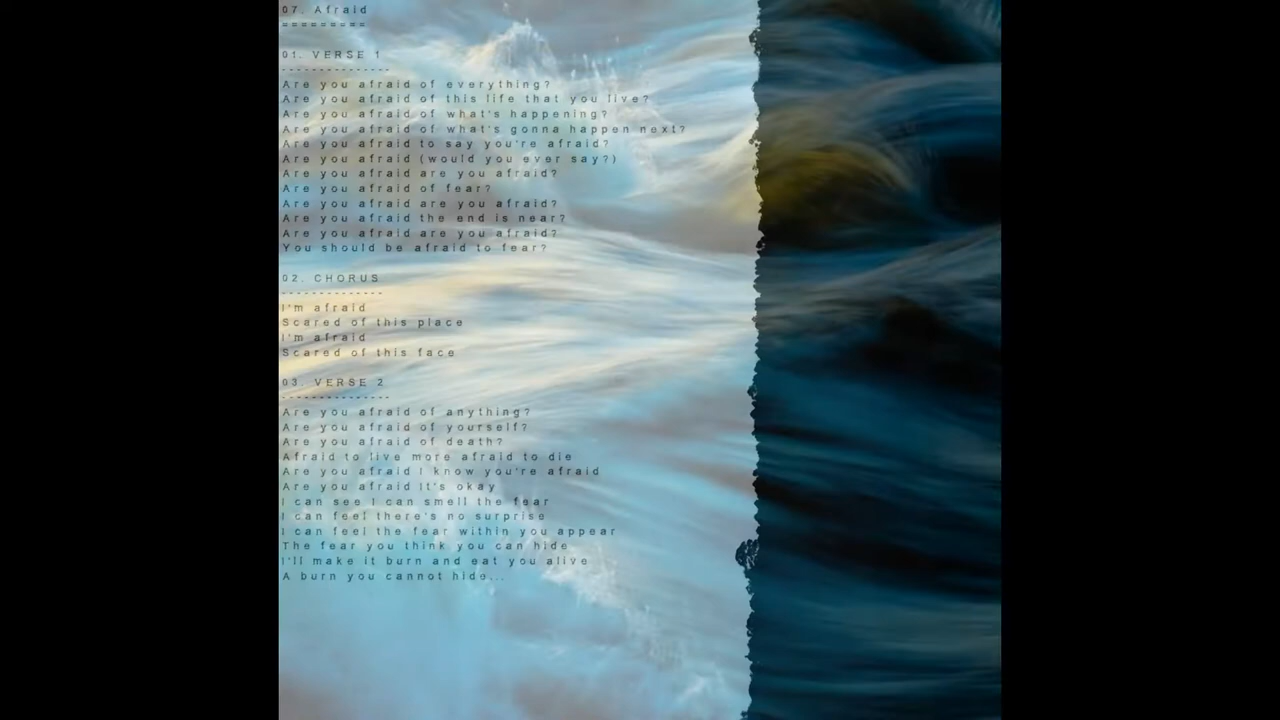 07. Afraid
=========
01. VERSE 1
--------------
Are you afraid of everything?
Are you afraid of this life that you live?
Are you afraid of what's happening?
Are you afraid of what's gonna happen next?
Are you afraid to say you're afraid?
Are you afraid (would you ever say?)
Are you afraid are you afraid?
Are you afraid of fear?
Are you afraid are you afraid?
Are you afraid the end is near?
Are you afraid are you afraid?
You should be afraid to fear?
02. CHORUS
-------------
I'm afraid
Scared of this place
I'm afraid
Scared of this face
03. VERSE 2
--------------
Are you afraid of anything?
Are you afraid of yourself?
Are you afraid of death?
Afraid to live more afraid to die
Are you afraid I know you're afraid
Are you afraid it's okay
I can see I can smell the fear
I can feel there's no surprise
I can feel the fear within you appear
The fear you think you can hide
I'll make it burn and eat you alive
A burn you cannot hide...